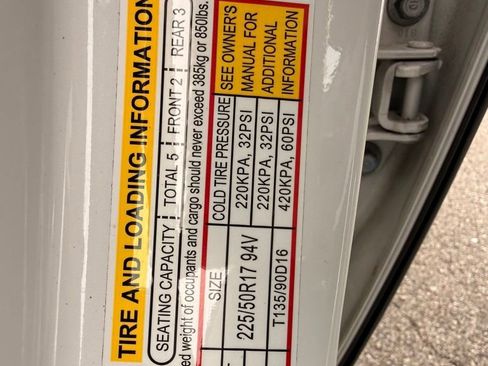 TIRE AND LOADING INFORMATION
SEATING CAPACITY TOTAL 5 FRONT 2 REAR 3
weight of occupants and cargo should never exceed 385kg or 850lbs.
SIZE COLD TIRE PRESSURE SEE OWNER'S
225/50R17 94V 220KPA, 32PSI MANUAL FOR
220KPA, 32PSI ADDITIONAL
T135/90D16 420KPA, 60PSI INFORMATION